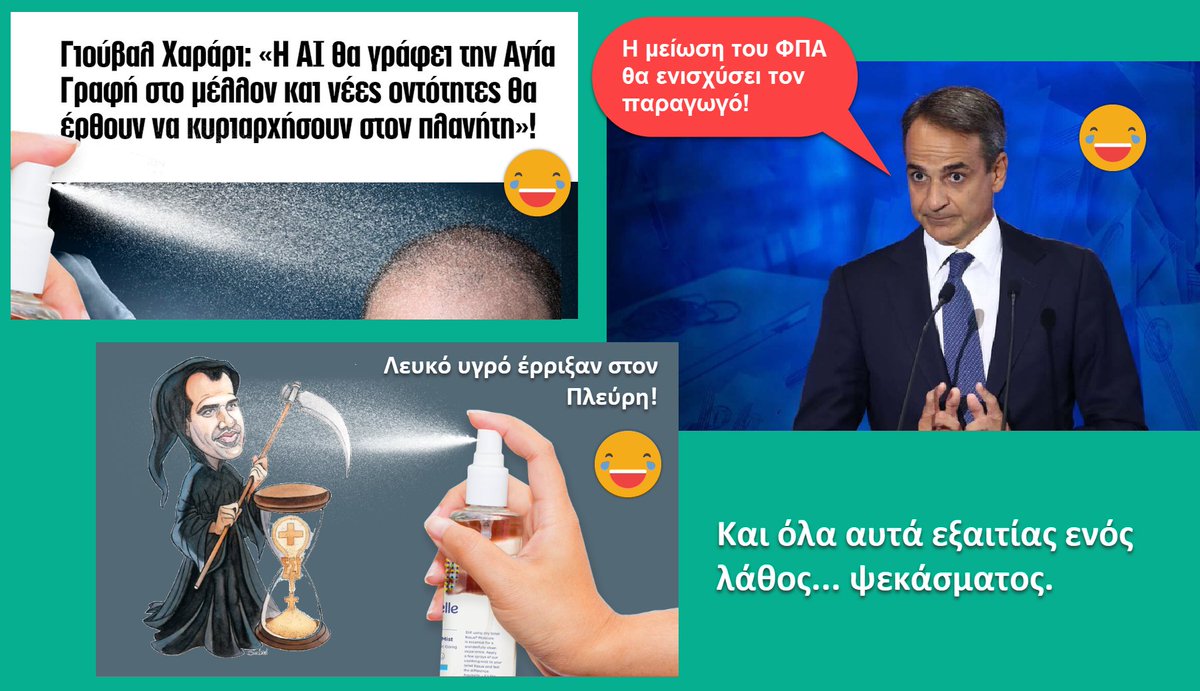 Γιούβαλ Χαράρι: «Η AI θα γράφει την Αγία
Γραφή στο μέλλον και νέες οντότητες θα
έρθουν να κυριαρχήσουν στον πλανήτη»!
Η μείωση του ΦΠΑ
θα ενισχύσει τον
παραγωγό!
Λευκό υγρό έρριξαν στον
Πλεύρη!
elle
Mist
Και όλα αυτά εξαιτίας ενός
λάθος... ψεκάσματος.